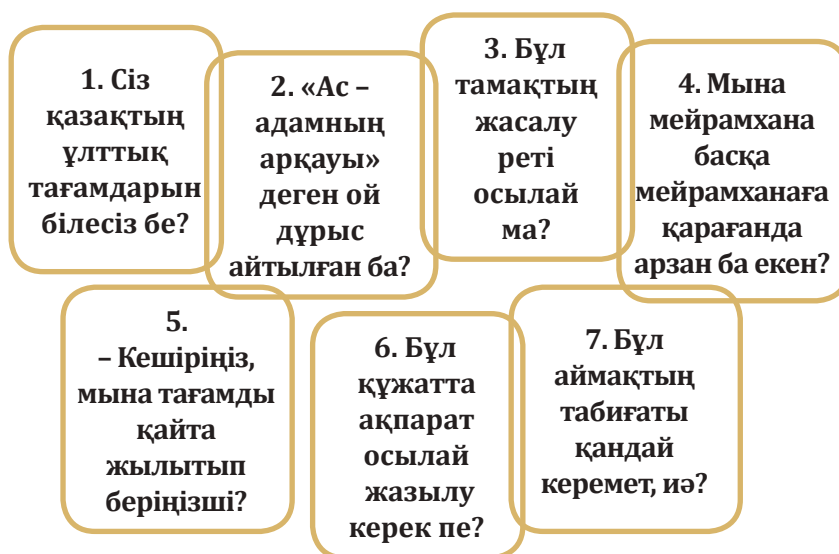 1. Сіз
қазақтың
ұлттық
тағамдарын
білесіз бе?
2. «Ас –
адамның
арқауы»
деген ой
дұрыс
айтылған ба?
3. Бұл
тамақтың
жасалу
реті
осылай
ма?
4. Мына
мейрамхана
басқа
мейрамханаға
қарағанда
арзан ба екен?
5.
– Кешіріңіз,
мына тағамды
қайта
жылытып
беріңізші?
6. Бұл
құжатта
ақпарат
осылай
жазылу
керек пе?
7. Бұл
аймақтың
табиғаты
қандай
керемет, иә?